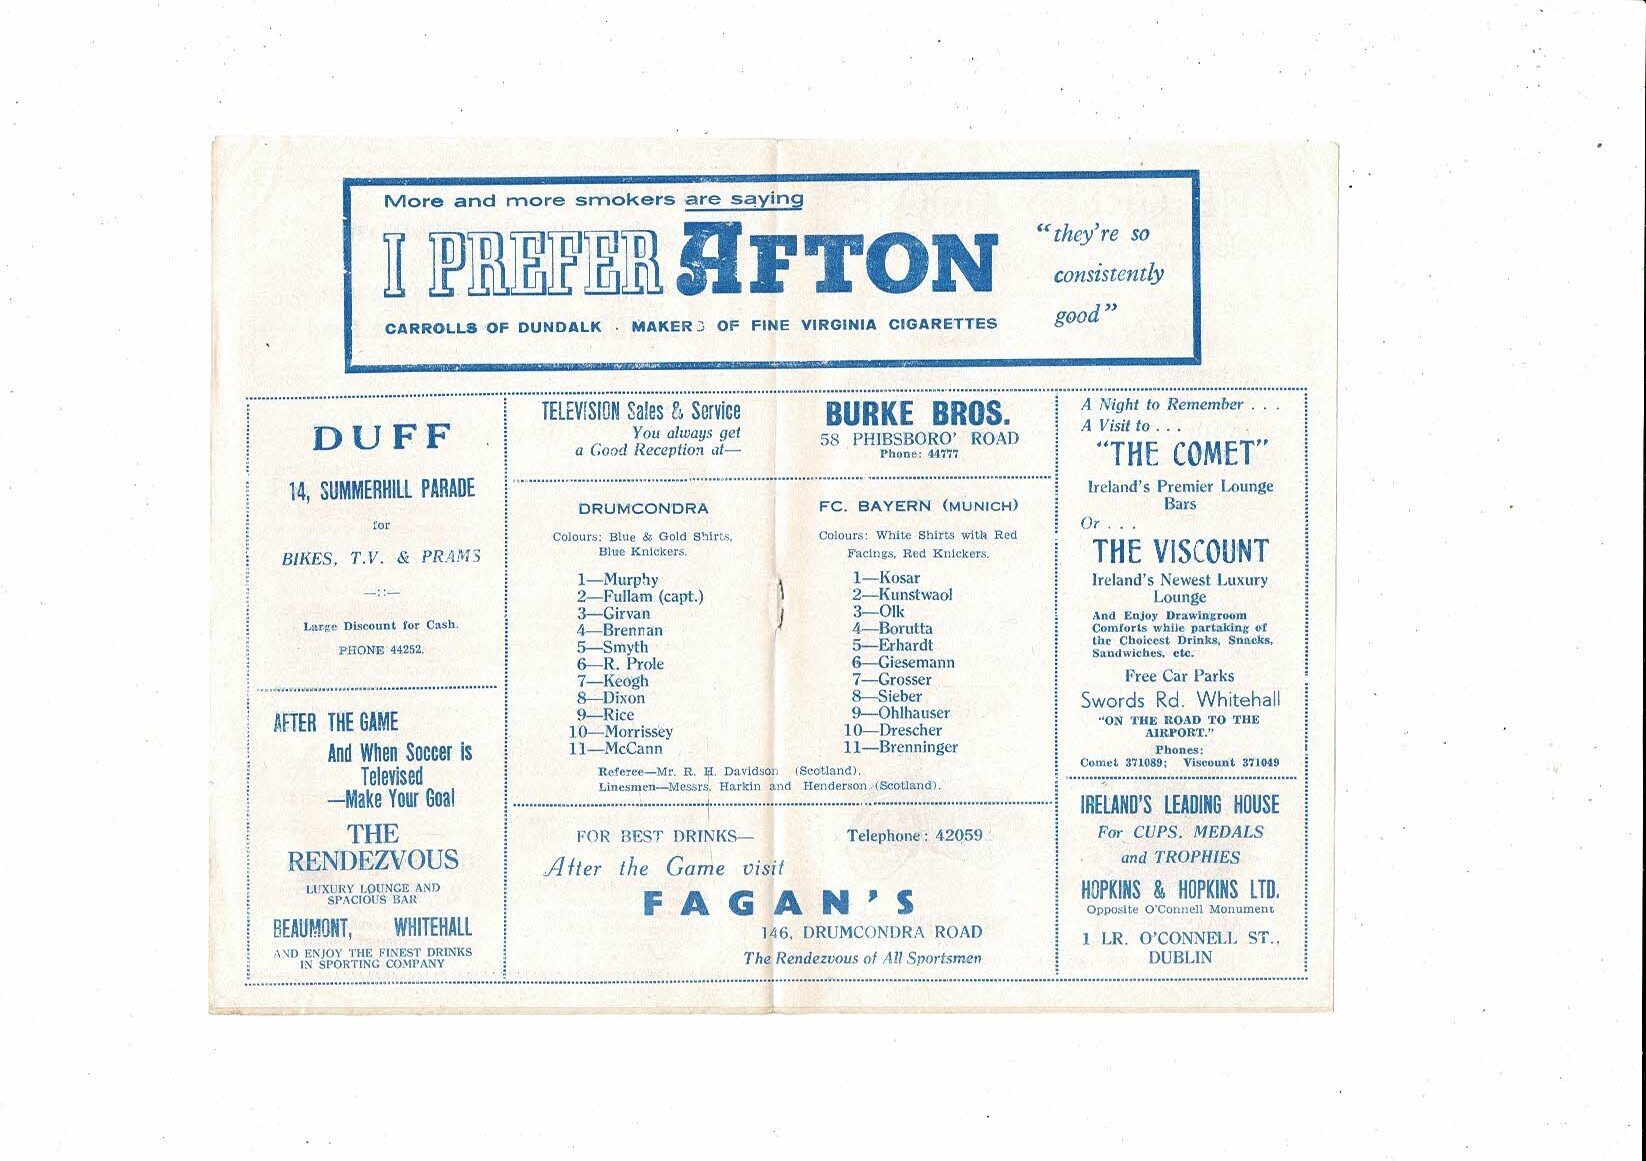 More and more smokers are saying
I PREFER AFTON
CARROLLS OF DUNDALK . MAKERS OF FINE VIRGINIA CIGARETTES
"they're so
consistently
good"
DUFF
14, SUMMERHILL PARADE
for
BIKES, T.V. & PRAMS
—::—
Large Discount for Cash.
PHONE 44252.
AFTER THE GAME
And When Soccer is
Televised
—Make Your Goal
THE
RENDEZVOUS
LUXURY LOUNGE AND
SPACIOUS BAR
BEAUMONT, WHITEHALL
AND ENJOY THE FINEST DRINKS
IN SPORTING COMPANY
TELEVISION Sales & Service
You always get
a Good Reception at—
BURKE BROS.
58 PHIBSBORO' ROAD
Phone: 44777
DRUMCONDRA
Colours: Blue & Gold Shirts,
Blue Knickers.
1—Murphy
2—Fullam (capt.)
3—Girvan
4—Brennan
5—Smyth
6—R. Prole
7—Keogh
8—Dixon
9—Rice
10—Morrissey
11—McCann
FC. BAYERN (MUNICH)
Colours: White Shirts with Red
Facings, Red Knickers.
1—Kosar
2—Kunstwaol
3—Olk
4—Borutta
5—Erhardt
6—Giesemann
7—Grosser
8—Sieber
9—Ohlhauser
10—Drescher
11—Brenninger
Referee—Mr. R. H. Davidson (Scotland).
Linesmen—Messrs. Harkin and Henderson (Scotland).
FOR BEST DRINKS— Telephone: 42059
After the Game visit
FAGAN'S
146, DRUMCONDRA ROAD
The Rendezvous of All Sportsmen
A Night to Remember . . .
A Visit to . . .
"THE COMET"
Ireland's Premier Lounge
Bars
Or . . .
THE VISCOUNT
Ireland's Newest Luxury
Lounge
And Enjoy Drawingroom
Comforts while partaking of
the Choicest Drinks, Snacks,
Sandwiches, etc.
Free Car Parks
Swords Rd. Whitehall
"ON THE ROAD TO THE
AIRPORT."
Phones:
Comet 371089; Viscount 371049
IRELAND'S LEADING HOUSE
For CUPS. MEDALS
and TROPHIES
HOPKINS & HOPKINS LTD.
Opposite O'Connell Monument
1 LR. O'CONNELL ST.,
DUBLIN